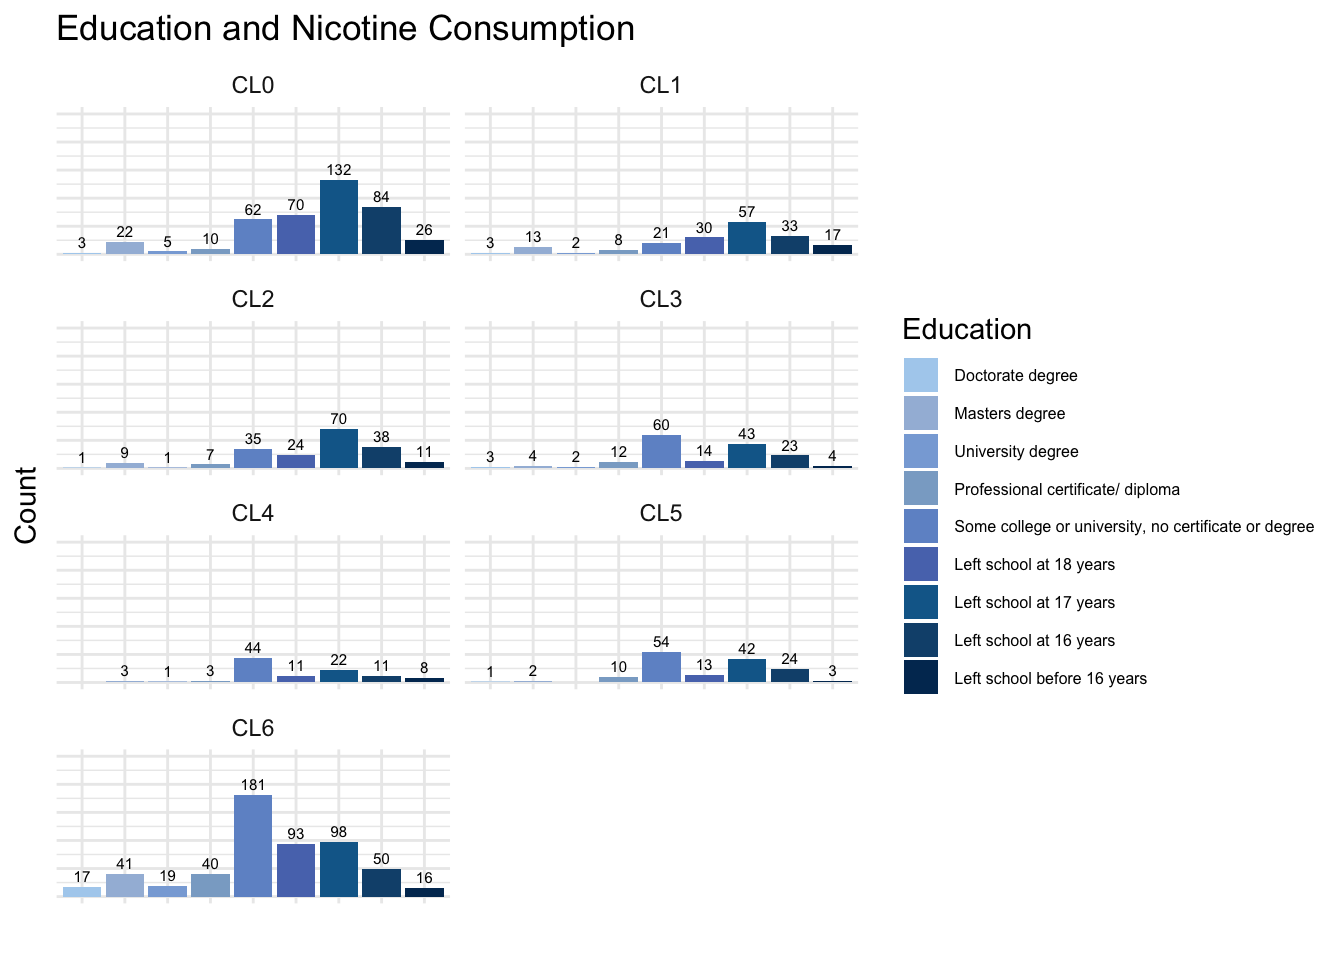 Education and Nicotine Consumption
CL0
CL1
3 22 5 10 62 70 132 84 26
3 13 2 8 21 30 57 33 17
CL2
CL3
1 9 1 7 35 24 70 38 11
3 4 2 12 60 14 43 23 4
CL4
CL5
3 1 3 44 11 22 11 8
1 2 10 54 13 42 24 3
CL6
17 41 19 40 181 93 98 50 16
Count
Education
Doctorate degree
Masters degree
University degree
Professional certificate/ diploma
Some college or university, no certificate or degree
Left school at 18 years
Left school at 17 years
Left school at 16 years
Left school before 16 years